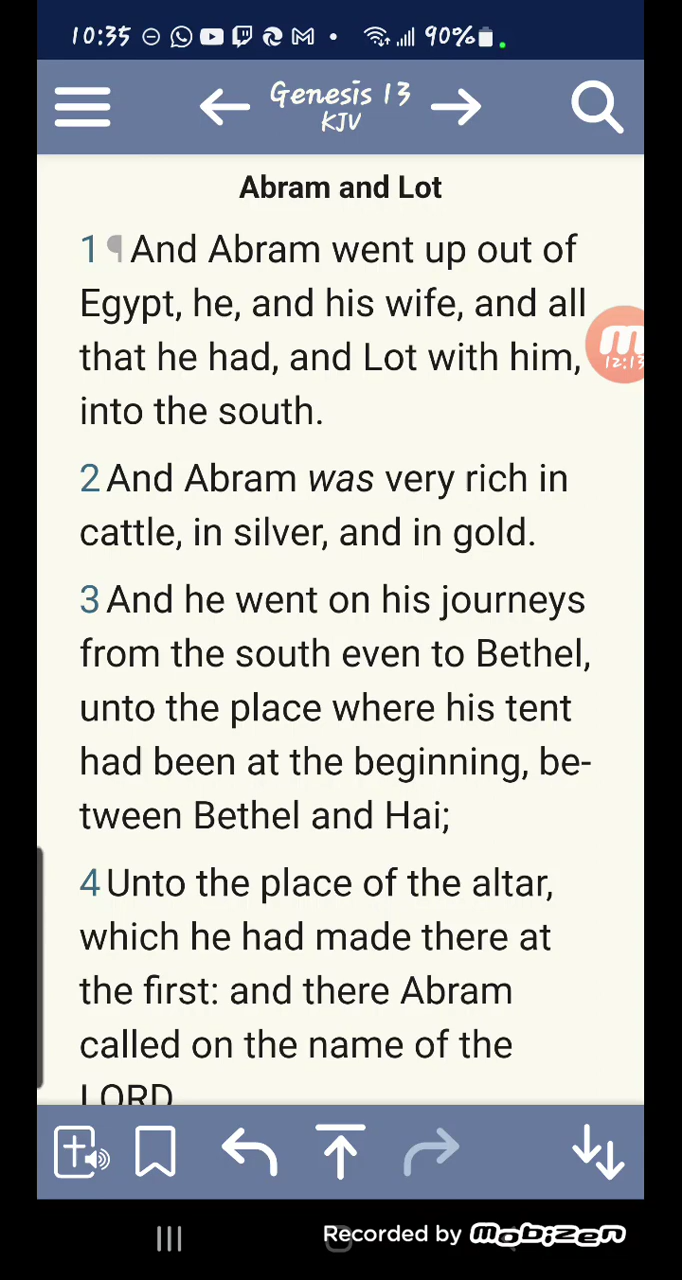 10:35 90%
Genesis 13
KJV
Abram and Lot
1 ¶ And Abram went up out of
Egypt, he, and his wife, and all
that he had, and Lot with him,
into the south.
12:13
2 And Abram was very rich in
cattle, in silver, and in gold.
3 And he went on his journeys
from the south even to Bethel,
unto the place where his tent
had been at the beginning, be-
tween Bethel and Hai;
4 Unto the place of the altar,
which he had made there at
the first: and there Abram
called on the name of the
LORD
Recorded by mobizen